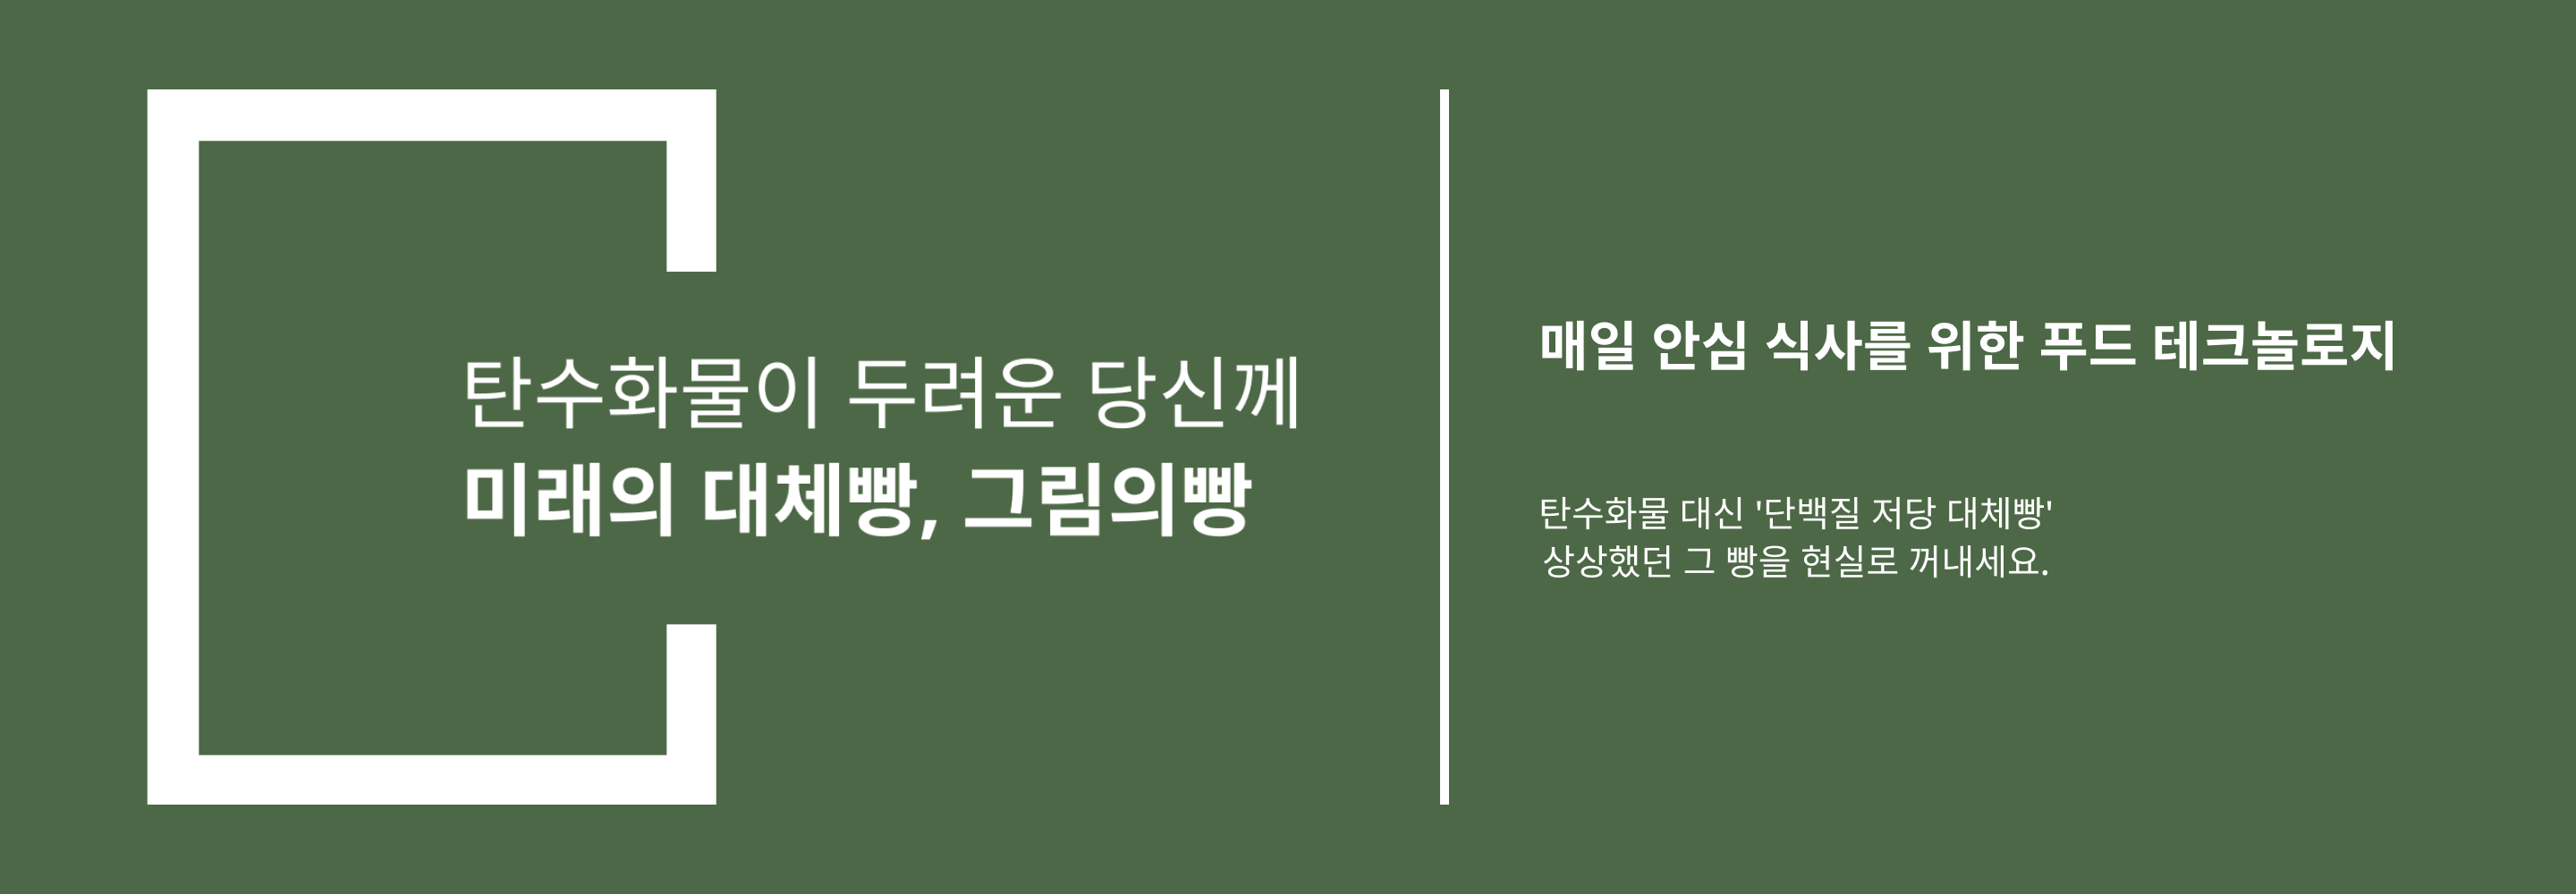 탄수화물이 두려운 당신께
미래의 대체빵, 그림의빵
매일 안심 식사를 위한 푸드 테크놀로지
탄수화물 대신 '단백질 저당 대체빵'
상상했던 그 빵을 현실로 꺼내세요.